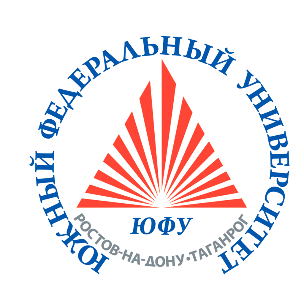 ЮЖНЫЙ ФЕДЕРАЛЬНЫЙ УНИВЕРСИТЕТ
ЮФУ
РОСТОВ-НА-ДОНУ•ТАГАНРОГ